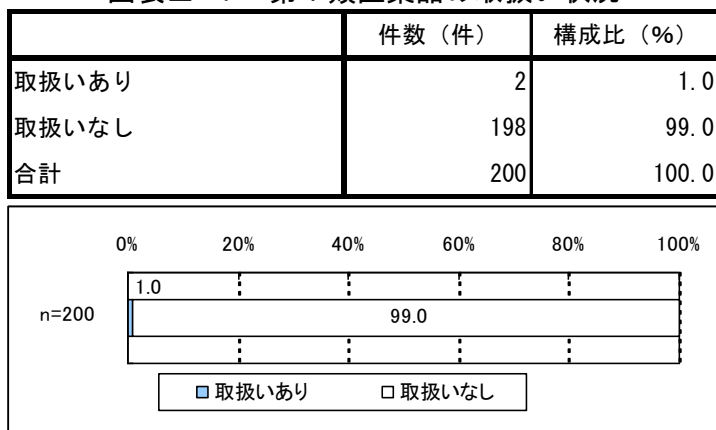 件数（件） 構成比（%）
取扱いあり 2 1.0
取扱いなし 198 99.0
合計 200 100.0
0% 20% 40% 60% 80% 100%
1.0
n=200 99.0
取扱いあり 取扱いなし